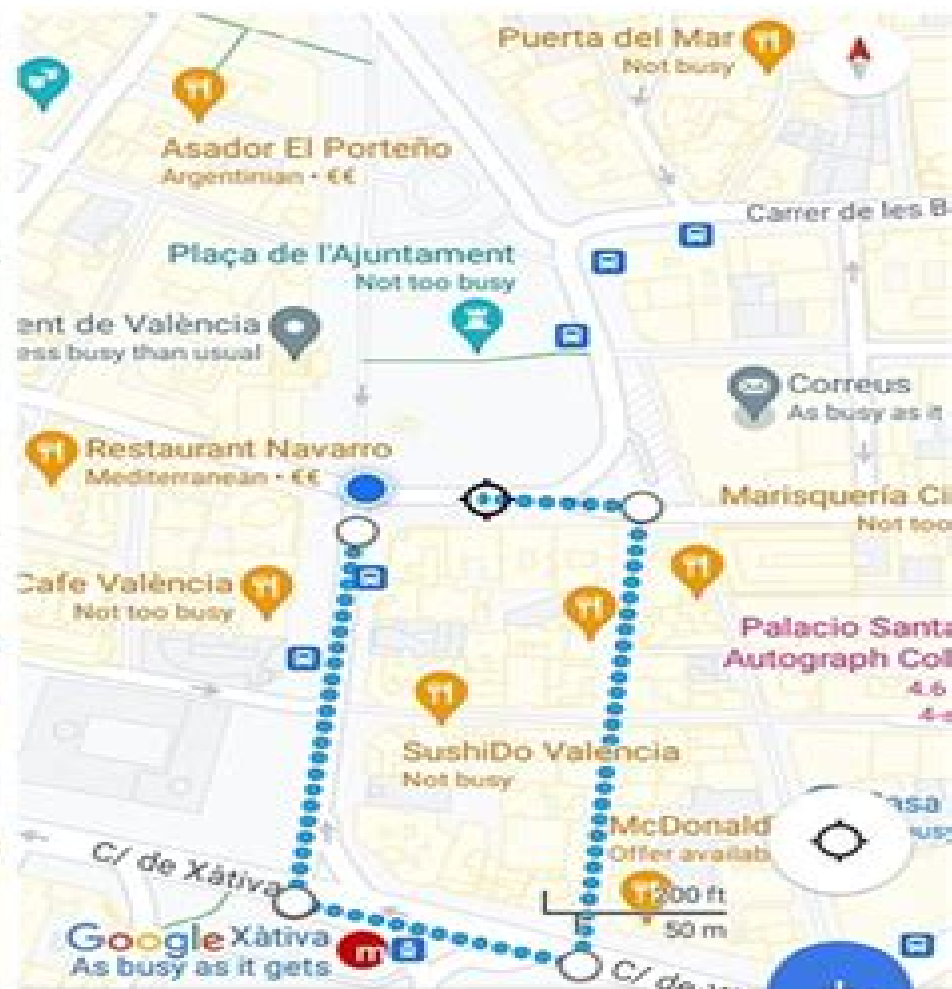 Puerta del Mar
Not busy
Asador El Porteño
Argentinian · €€
Carrer de les B
Plaça de l'Ajuntament
Not too busy
ent de València
ess busy than usual
Correus
As busy as it
Restaurant Navarro
Mediterranean · €€
Marisquería C
Not too
Cafe València
Not too busy
Palacio Santa
Autograph Col
4.6
SushiDo Valencia
Not busy
McDonald
Offer availab
asa
busy
C/ de Xàtiva
200 ft
50 m
Google
Xàtiva
As busy as it gets
C/ de